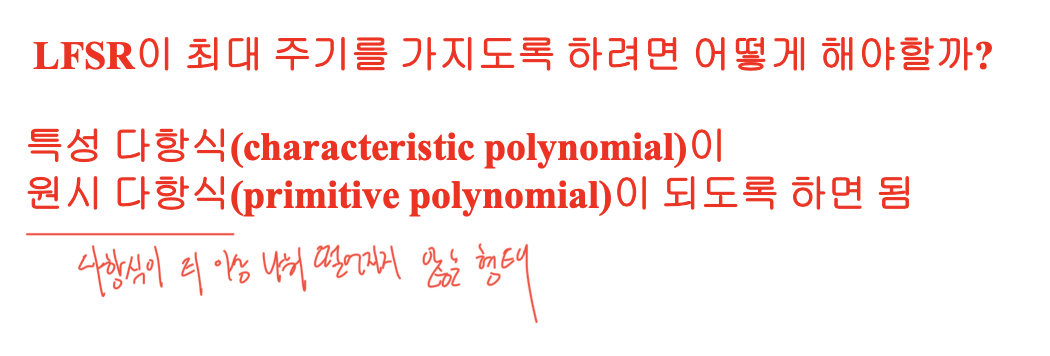 LFSR이 최대 주기를 가지도록 하려면 어떻게 해야할까?
특성 다항식(characteristic polynomial)이
원시 다항식(primitive polynomial)이 되도록 하면 됨
다항식이 더 이상 나눠 떨어지지 않는 형태